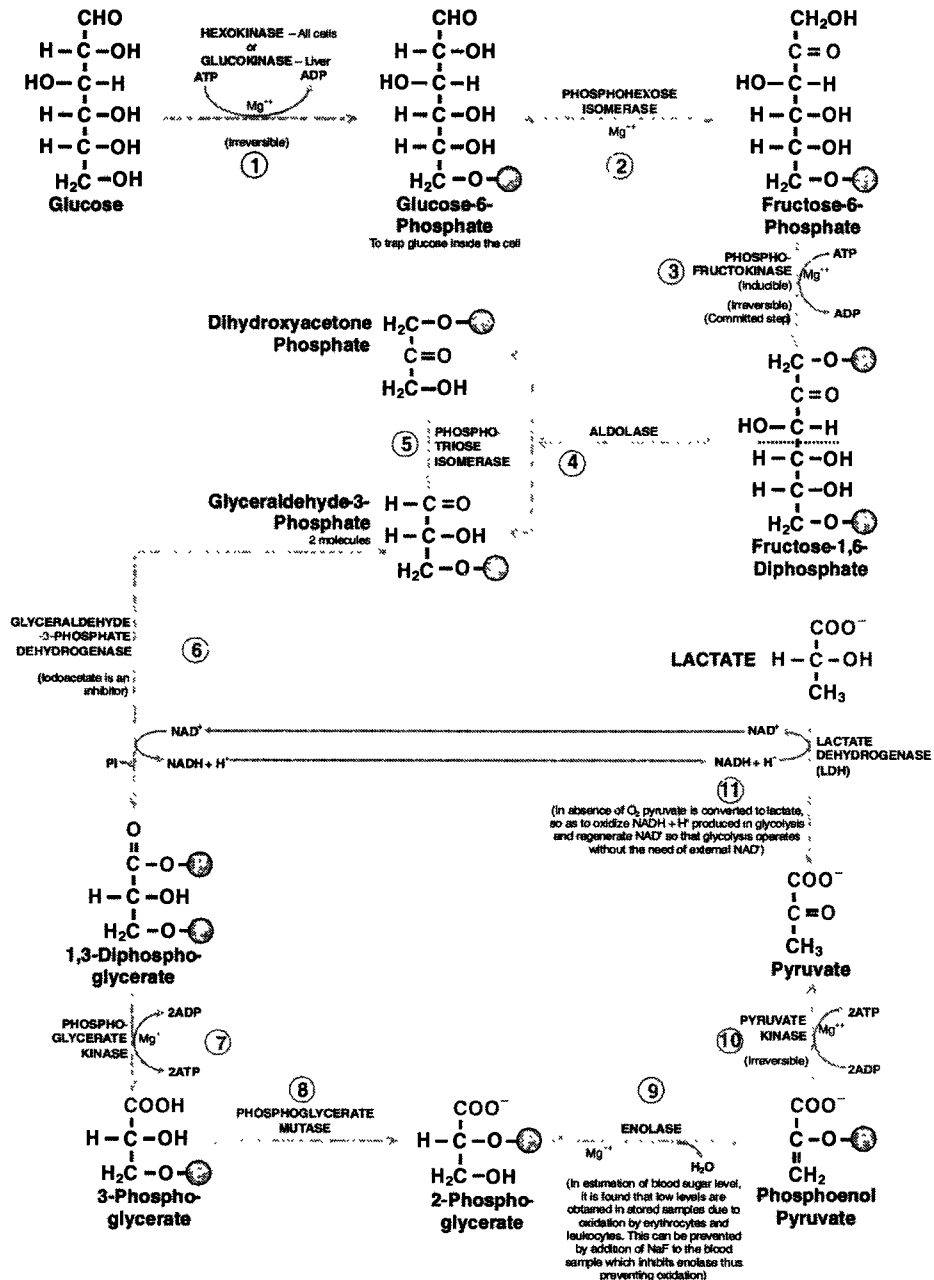 CHO
H – C – OH
HO – C – H
H – C – OH
H – C – OH
H₂C – OH
Glucose
HEXOKINASE – All cells
or
GLUCOKINASE – Liver
ATP ADP
Mg⁺⁺
(Irreversible)
1
CHO
H – C – OH
HO – C – H
H – C – OH
H – C – OH
H₂C – O – P
Glucose-6-
Phosphate
To trap glucose inside the cell
PHOSPHOHEXOSE
ISOMERASE
Mg⁺⁺
2
CH₂OH
C = O
HO – C – H
H – C – OH
H – C – OH
H₂C – O – P
Fructose-6-
Phosphate
3
PHOSPHO-
FRUCTOKINASE
(Inducible)
(Irreversible)
(Committed step)
ATP
Mg⁺⁺
ADP
H₂C – O – P
C = O
HO – C – H
H – C – OH
H – C – OH
H₂C – O – P
Fructose-1,6-
Diphosphate
ALDOLASE
4
Dihydroxyacetone
Phosphate
H₂C – O – P
C = O
H₂C – OH
5
PHOSPHO-
TRIOSE
ISOMERASE
Glyceraldehyde-3-
Phosphate
2 molecules
H – C = O
H – C – OH
H₂C – O – P
GLYCERALDEHYDE
-3-PHOSPHATE
DEHYDROGENASE
(Iodoacetate is an
inhibitor)
6
LACTATE
COO⁻
H – C – OH
CH₃
NAD⁺ NAD⁺
Pi NADH + H⁺ NADH + H⁺
LACTATE
DEHYDROGENASE
(LDH)
11
(In absence of O₂ pyruvate is converted to lactate,
so as to oxidize NADH + H⁺ produced in glycolysis
and regenerate NAD⁺ so that glycolysis operates
without the need of external NAD⁺)
O
C – O – P
H – C – OH
H₂C – O – P
1,3-Diphospho-
glycerate
COO⁻
C = O
CH₃
Pyruvate
PHOSPHO-
GLYCERATE
KINASE
2ADP
Mg⁺
2ATP
7
10
PYRUVATE
KINASE
(Irreversible)
2ATP
Mg⁺⁺
2ADP
COOH
H – C – OH
H₂C – O – P
3-Phospho-
glycerate
8
PHOSPHOGLYCERATE
MUTASE
COO⁻
H – C – O – P
H₂C – OH
2-Phospho-
glycerate
9
ENOLASE
Mg⁺⁺
H₂O
(In estimation of blood sugar level,
it is found that low levels are
obtained in stored samples due to
oxidation by erythrocytes and
leukocytes. This can be prevented
by addition of NaF to the blood
sample which inhibits enolase thus
preventing oxidation)
COO⁻
C – O – P
CH₂
Phosphoenol
Pyruvate